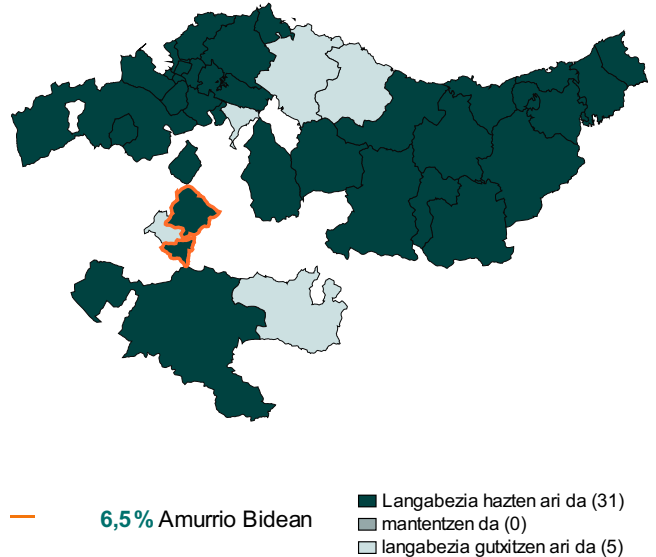 6,5% Amurrio Bidean
Langabezia hazten ari da (31)
mantentzen da (0)
langabezia gutxitzen ari da (5)